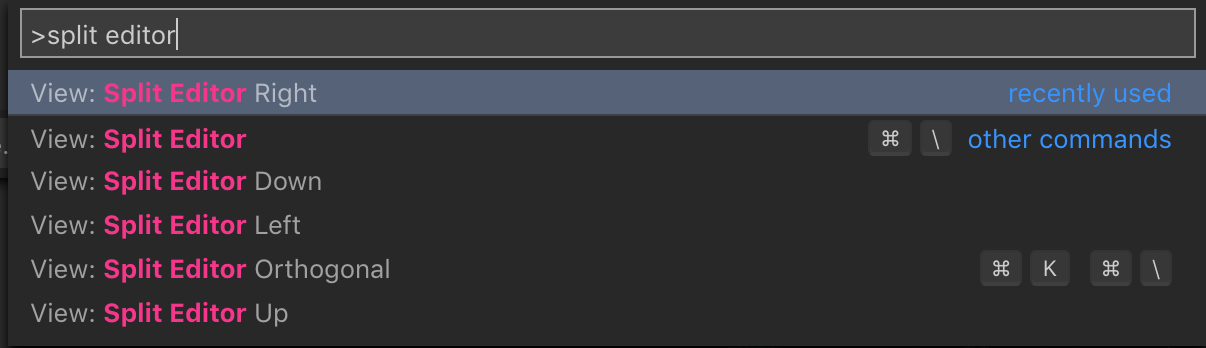 >split editor
View: Split Editor Right recently used
View: Split Editor ⌘ \ other commands
View: Split Editor Down
View: Split Editor Left
View: Split Editor Orthogonal ⌘ K ⌘ \
View: Split Editor Up